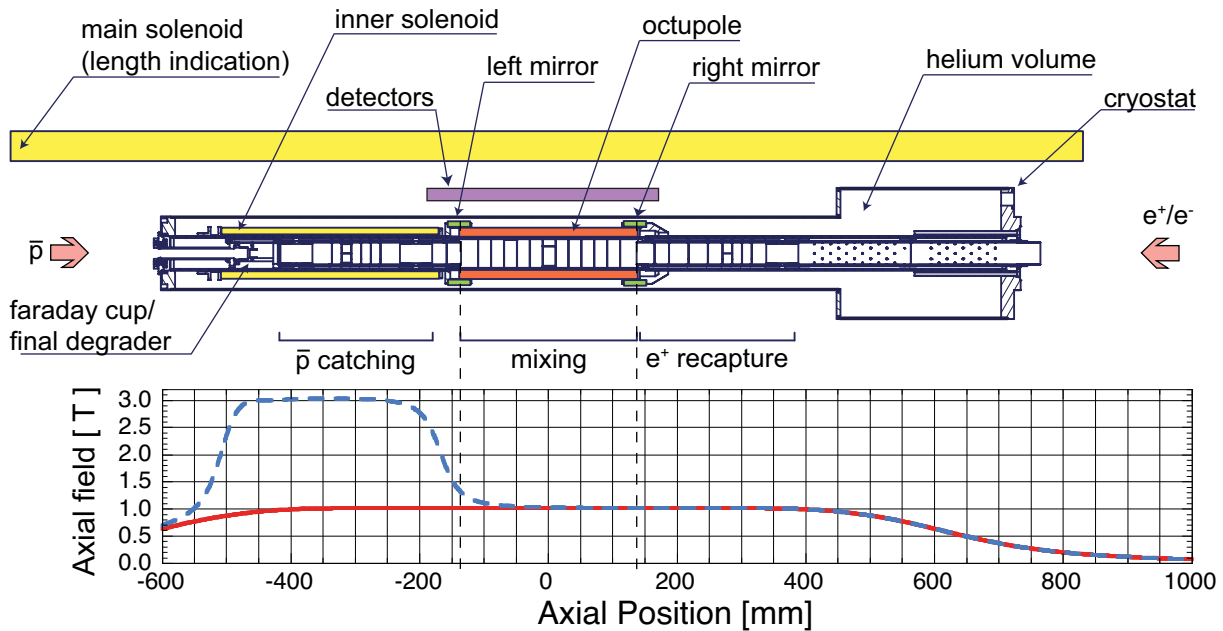 main solenoid
(length indication)
inner solenoid
left mirror
detectors
octupole
right mirror
helium volume
cryostat
p̅
e⁺/e⁻
faraday cup/
final degrader
p̅ catching
mixing
e⁺ recapture
Axial field [ T ]
3.0
2.5
2.0
1.5
1.0
0.5
0.0
-600
-400
-200
0
200
400
600
800
1000
Axial Position [mm]